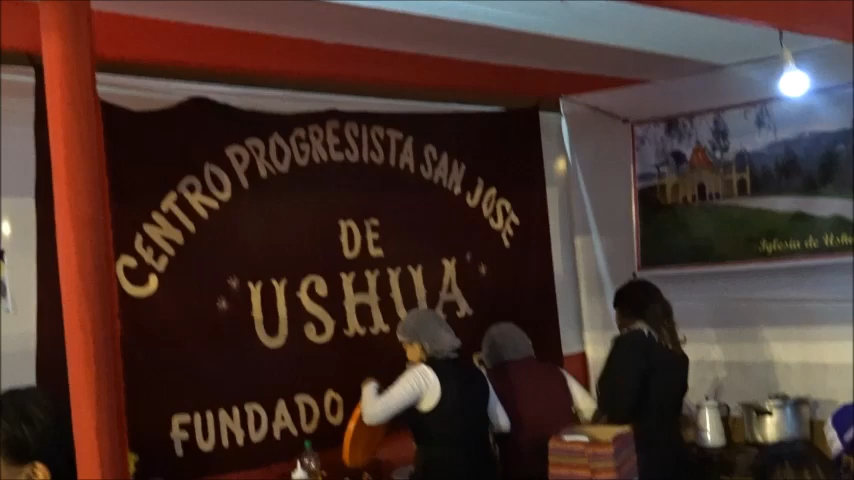 CENTRO PROGRESISTA SAN JOSE
DE
"USHUA"
FUNDADO
Iglesia de Ushu